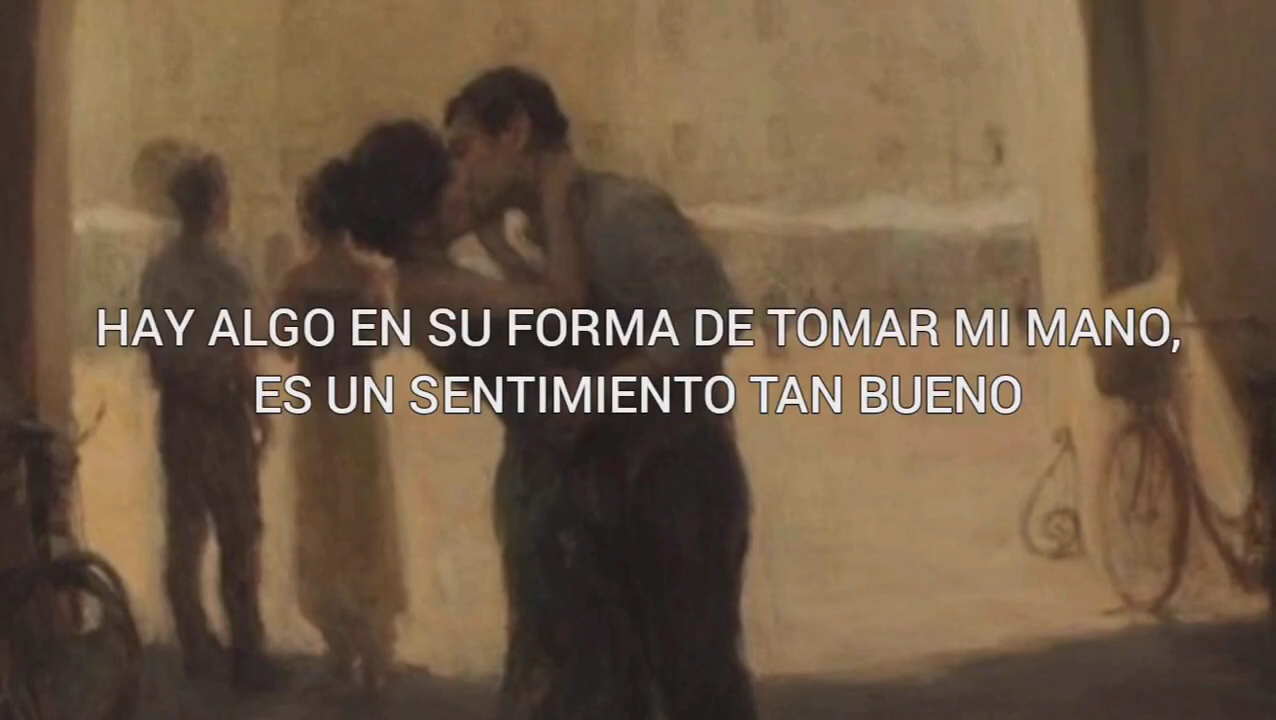 HAY ALGO EN SU FORMA DE TOMAR MI MANO,
ES UN SENTIMIENTO TAN BUENO